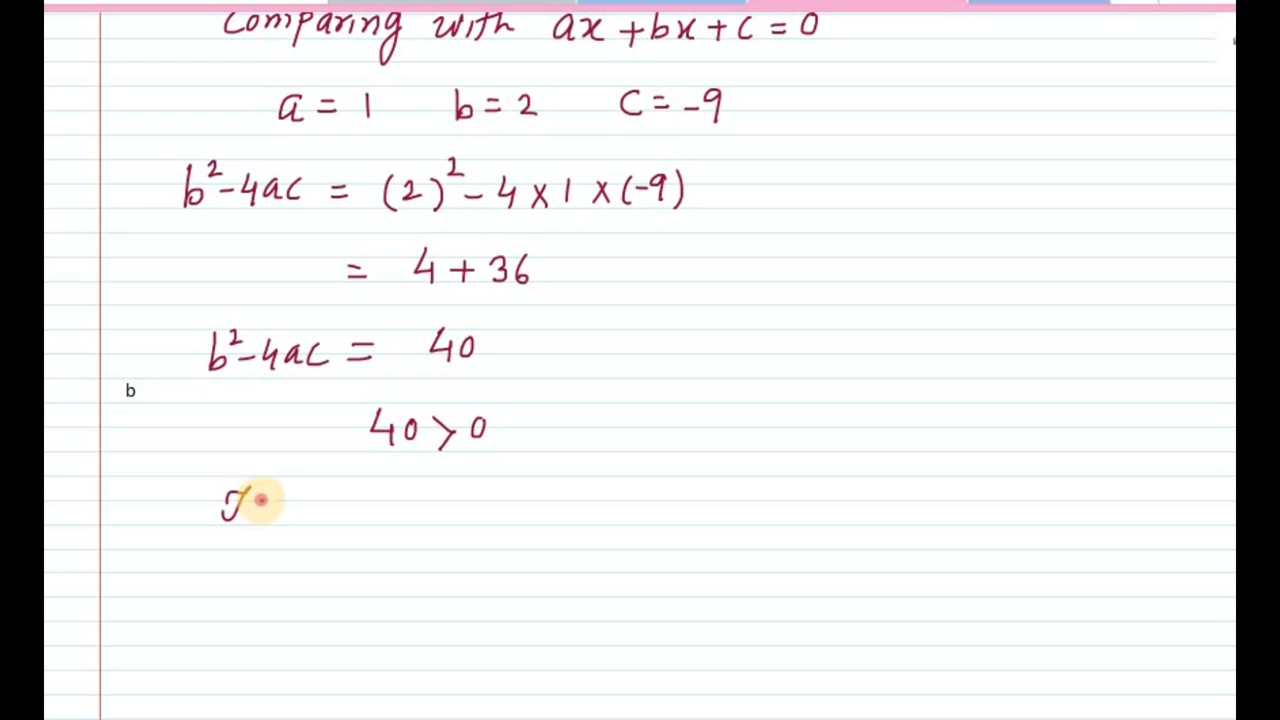 Comparing with ax + bx + c = 0
a = 1 b = 2 c = -9
b² - 4ac = (2)² - 4 × 1 × (-9)
= 4 + 36
b² - 4ac = 40
b
40 > 0